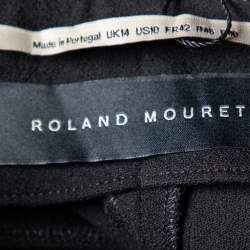 Made in Portugal UK14 US10 FR42
ROLAND MOURET